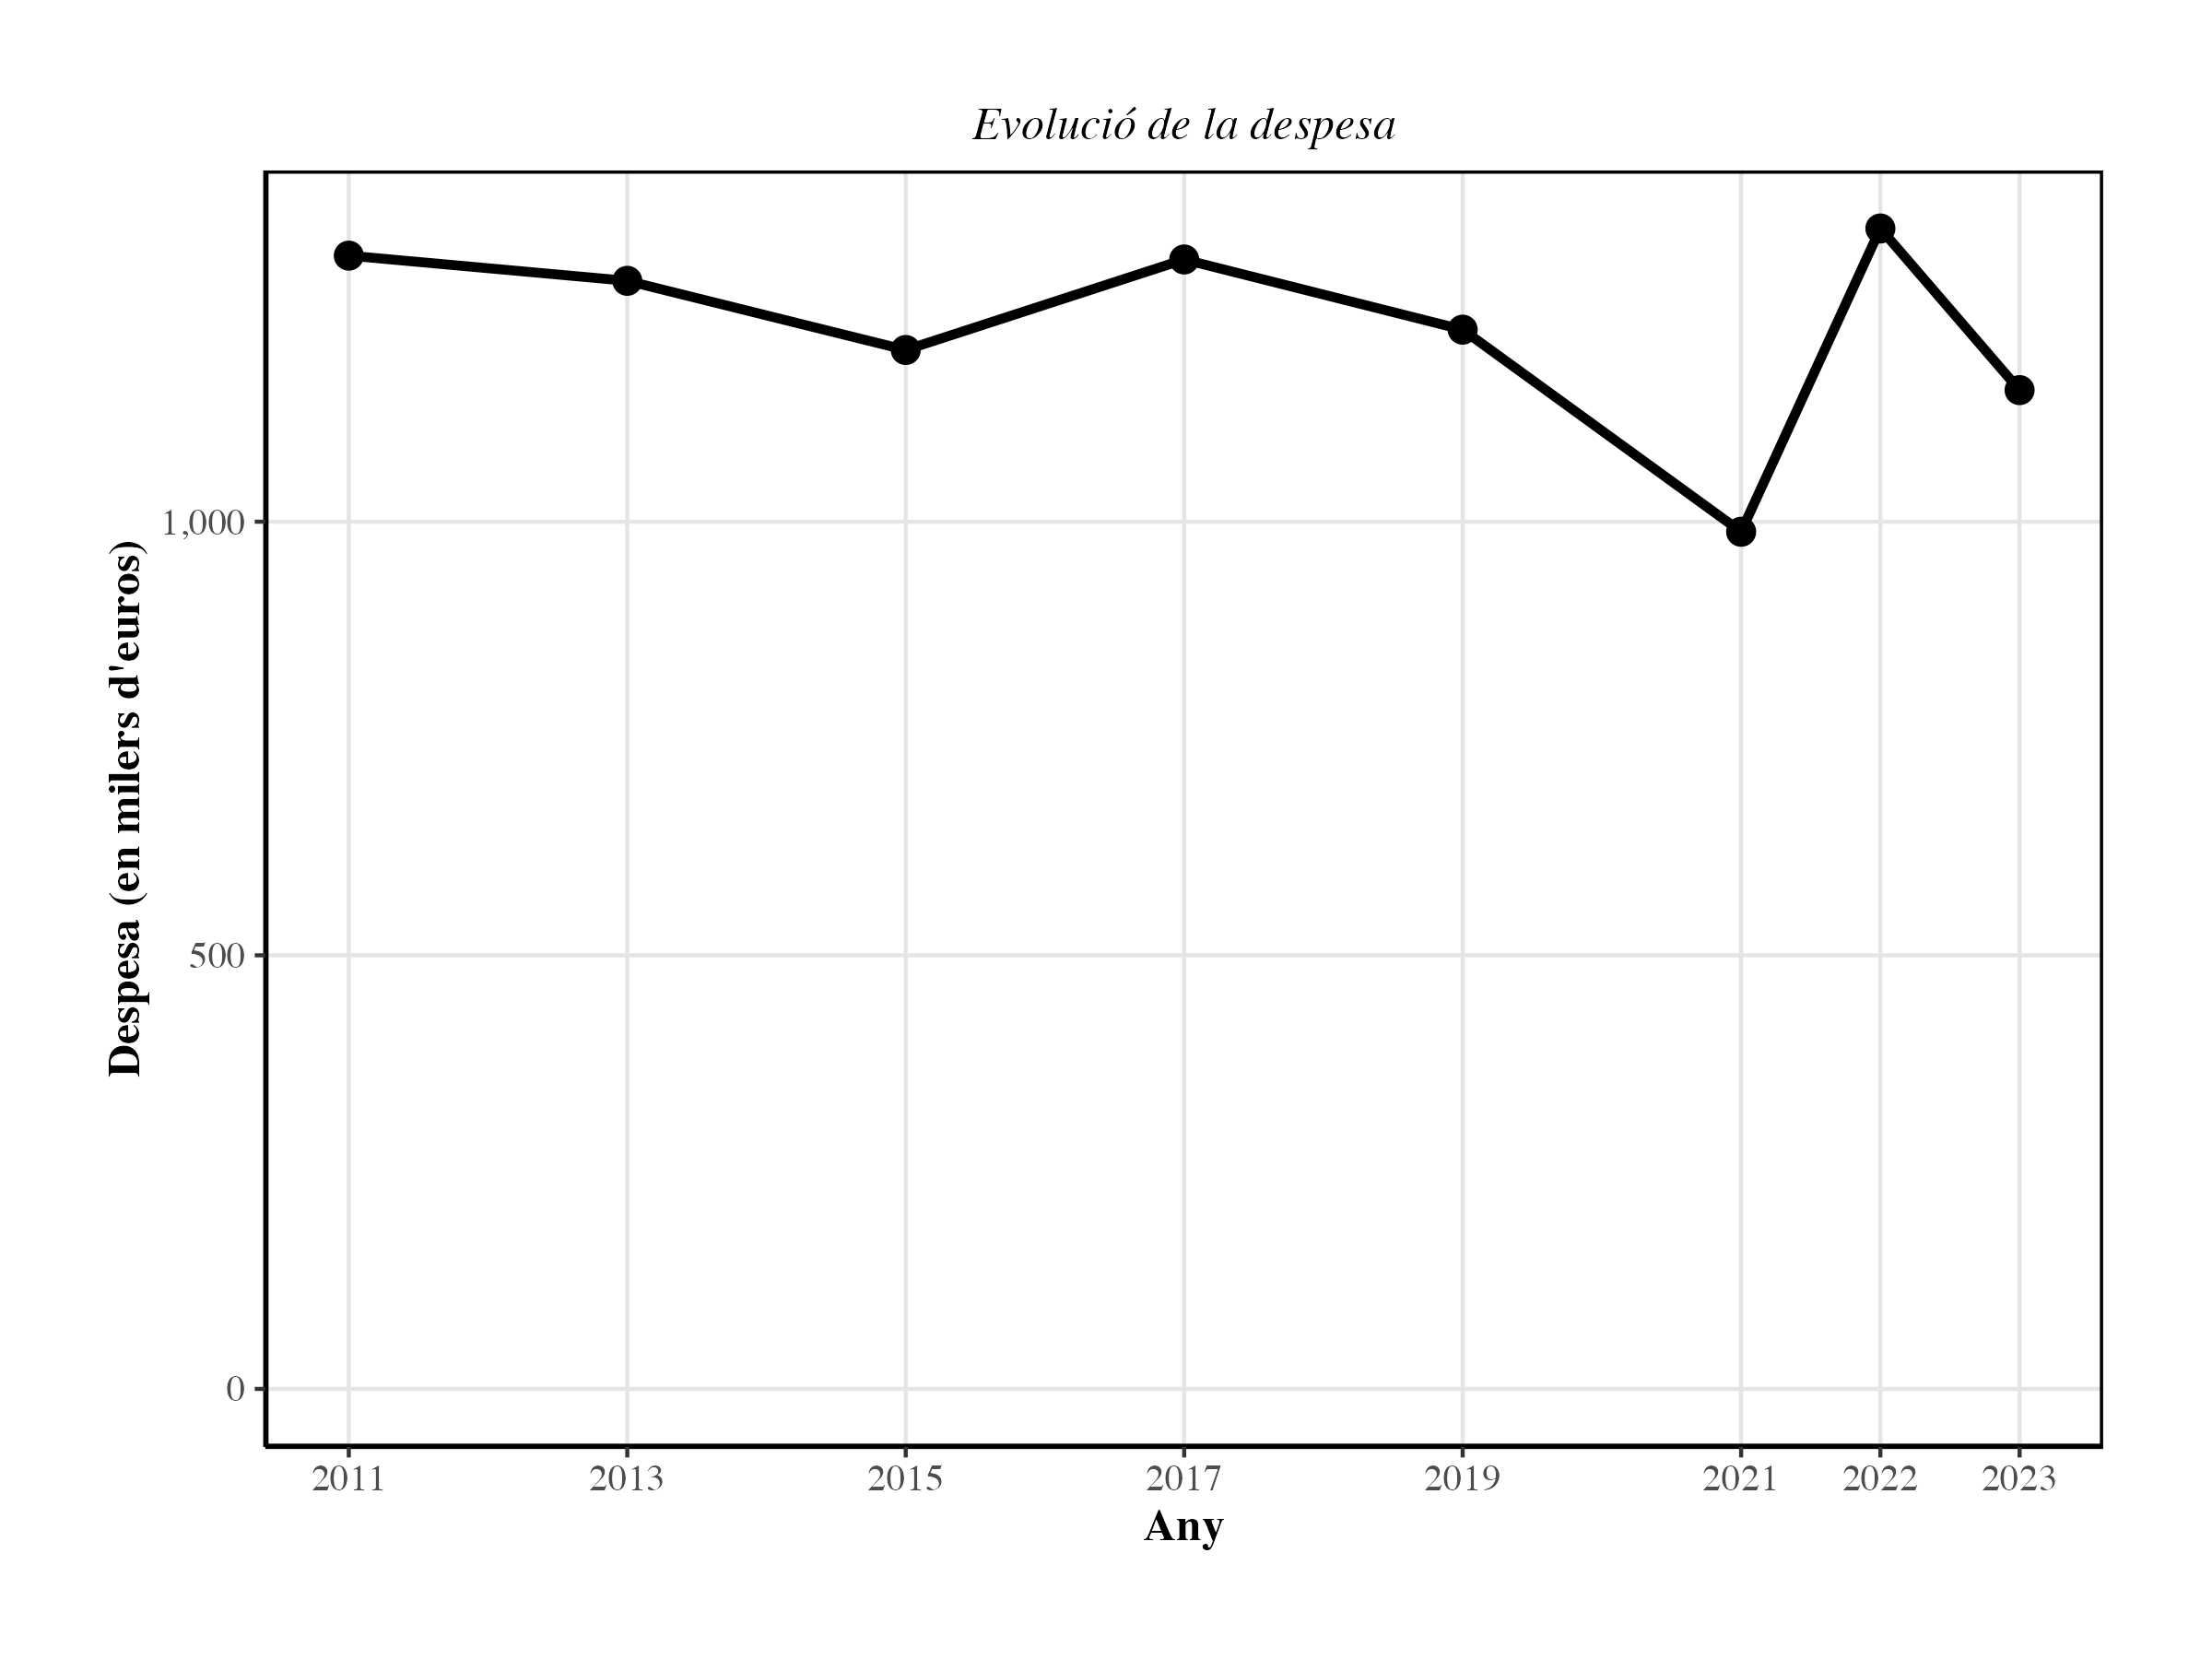 Evolució de la despesa
Despesa (en milers d'euros)
1,000
500
0
2011 2013 2015 2017 2019 2021 2022 2023
Any